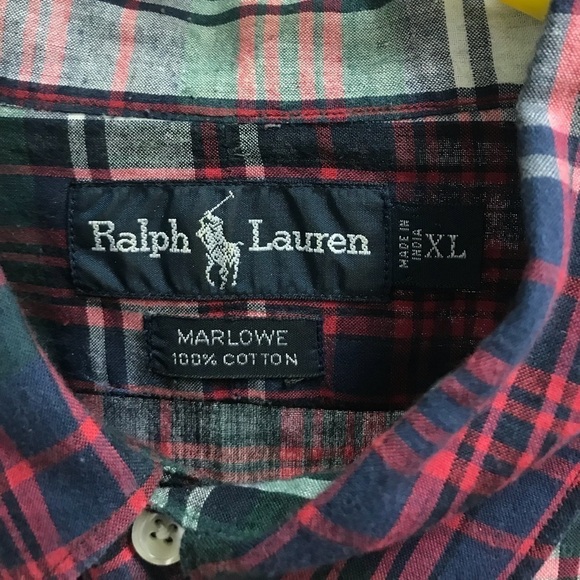 Ralph Lauren
MADE IN
INDIA
XL
MARLOWE
100% COTTON